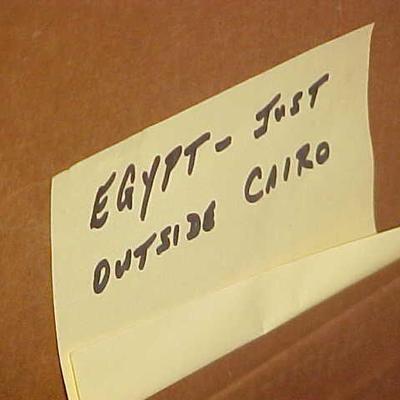 EGYPT- JUST
OUTSIDE CAIRO